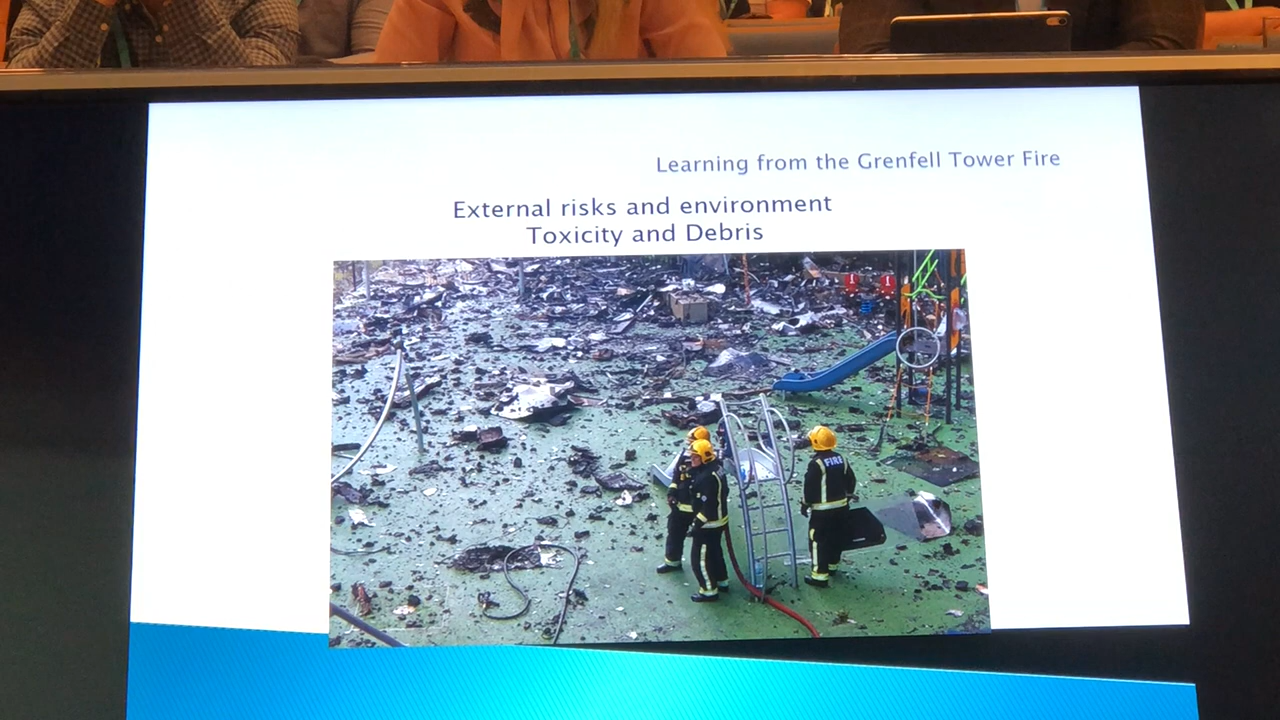 Learning from the Grenfell Tower Fire
External risks and environment
Toxicity and Debris
FIRE